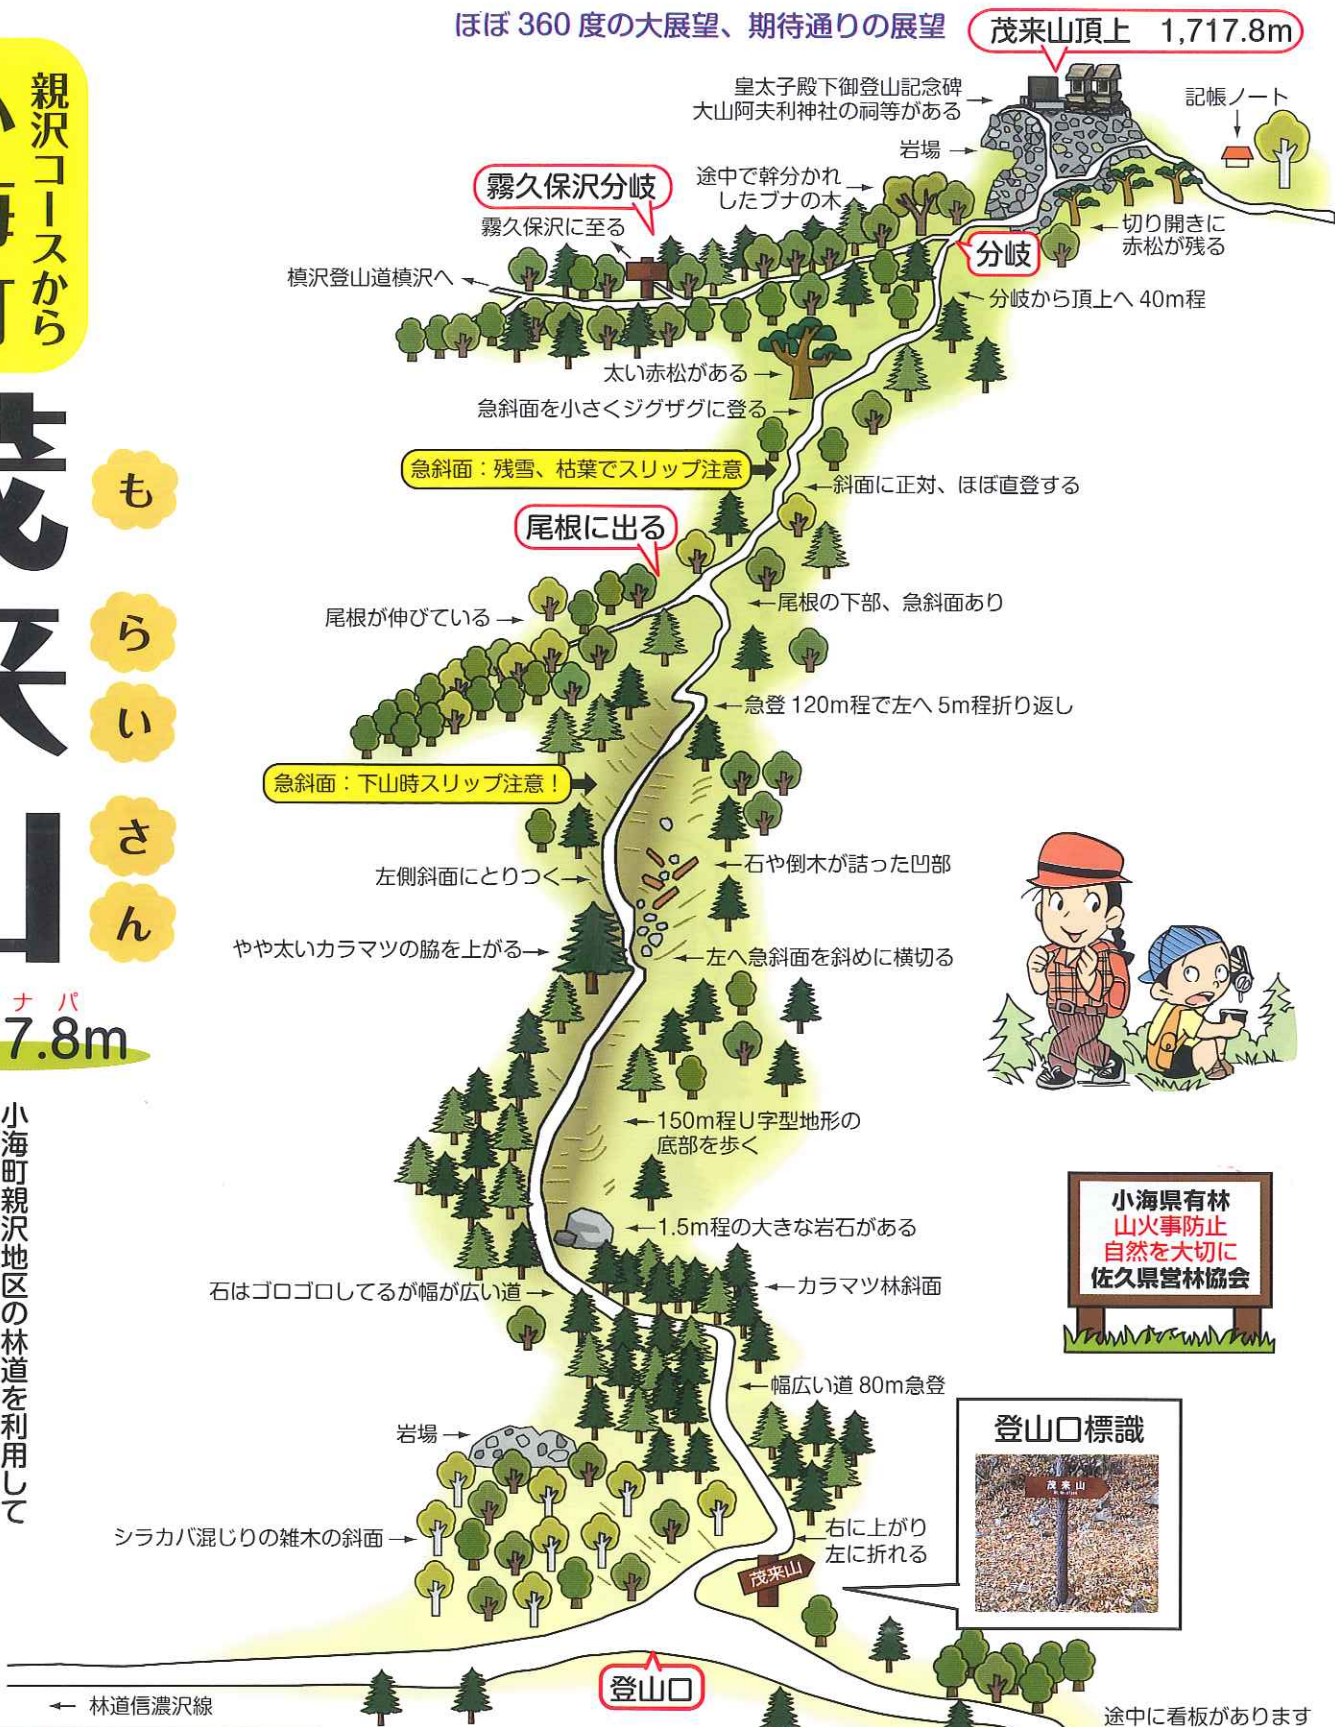 ほぼ 360 度の大展望、期待通りの展望
茂来山頂上 1,717.8m
皇太子殿下御登山記念碑
大山阿夫利神社の祠等がある
記帳ノート
岩場
親沢コースから
小海町
霧久保沢分岐
途中で幹分かれ
したブナの木
霧久保沢に至る
切り開きに
赤松が残る
分岐
槙沢登山道槙沢へ
分岐から頂上へ 40m程
太い赤松がある
急斜面を小さくジグザグに登る
茂来山
もらいさん
急斜面：残雪、枯葉でスリップ注意
斜面に正対、ほぼ直登する
尾根に出る
尾根が伸びている
尾根の下部、急斜面あり
急登 120m程で左へ 5m程折り返し
急斜面：下山時スリップ注意！
石や倒木が詰った凹部
左側斜面にとりつく
やや太いカラマツの脇を上がる
左へ急斜面を斜めに横切る
ナ パ
7.8m
150m程U字型地形の
底部を歩く
小海町親沢地区の林道を利用して
小海県有林
山火事防止
自然を大切に
佐久県営林協会
1.5m程の大きな岩石がある
カラマツ林斜面
石はゴロゴロしてるが幅が広い道
幅広い道 80m急登
岩場
登山口標識
茂来山
シラカバ混じりの雑木の斜面
右に上がり
左に折れる
茂来山
登山口
← 林道信濃沢線
途中に看板があります